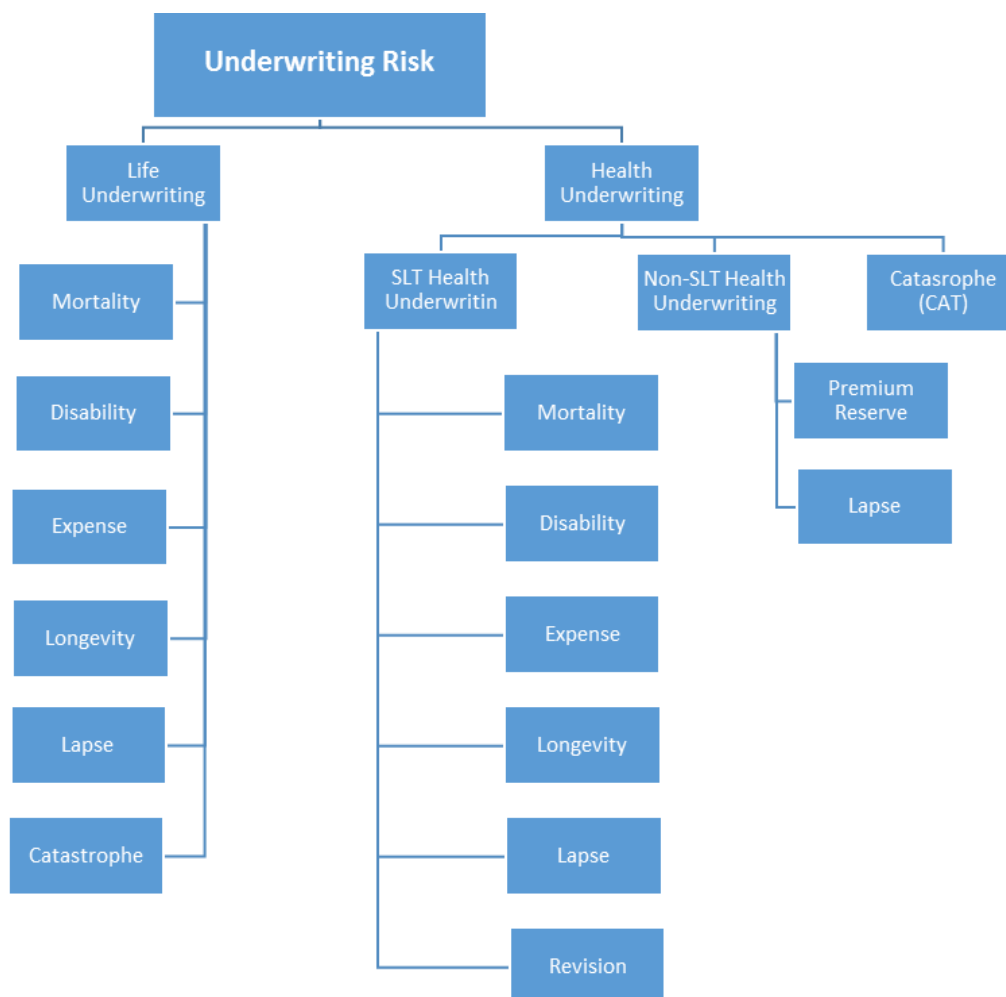 Underwriting Risk
Life
Underwriting
Health
Underwriting
Mortality
Disability
Expense
Longevity
Lapse
Catastrophe
SLT Health
Underwritin
Non-SLT Health
Underwriting
Catasrophe
(CAT)
Mortality
Disability
Expense
Longevity
Lapse
Revision
Premium
Reserve
Lapse